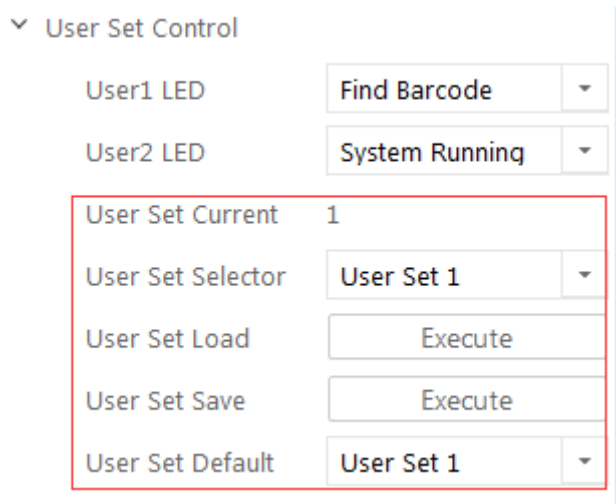 User Set Control
User1 LED Find Barcode
User2 LED System Running
User Set Current 1
User Set Selector User Set 1
User Set Load Execute
User Set Save Execute
User Set Default User Set 1